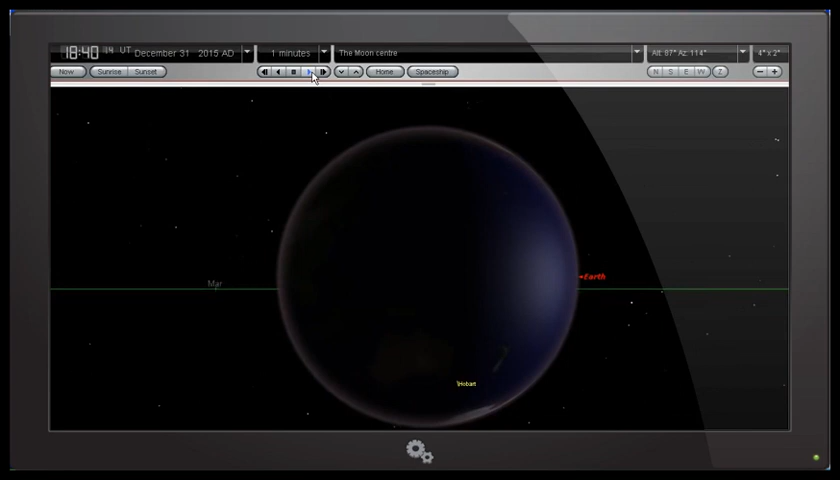 18:40 14 UT December 31 2015 AD 1 minutes The Moon centre Alt: 87° Az: 114° 4° x 2°
Now Sunrise Sunset Home Spaceship N S E W Z
Earth
Mar
Hobart